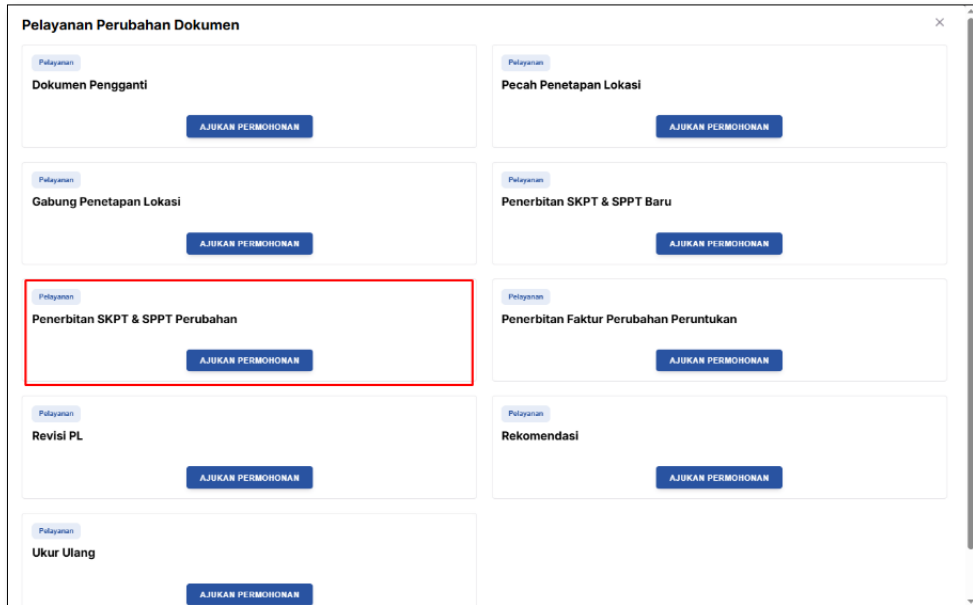 Pelayanan Perubahan Dokumen
Pelayanan
Dokumen Pengganti
AJUKAN PERMOHONAN
Pelayanan
Pecah Penetapan Lokasi
AJUKAN PERMOHONAN
Pelayanan
Gabung Penetapan Lokasi
AJUKAN PERMOHONAN
Pelayanan
Penerbitan SKPT & SPPT Baru
AJUKAN PERMOHONAN
Pelayanan
Penerbitan SKPT & SPPT Perubahan
AJUKAN PERMOHONAN
Pelayanan
Penerbitan Faktur Perubahan Peruntukan
AJUKAN PERMOHONAN
Pelayanan
Revisi PL
AJUKAN PERMOHONAN
Pelayanan
Rekomendasi
AJUKAN PERMOHONAN
Pelayanan
Ukur Ulang
AJUKAN PERMOHONAN